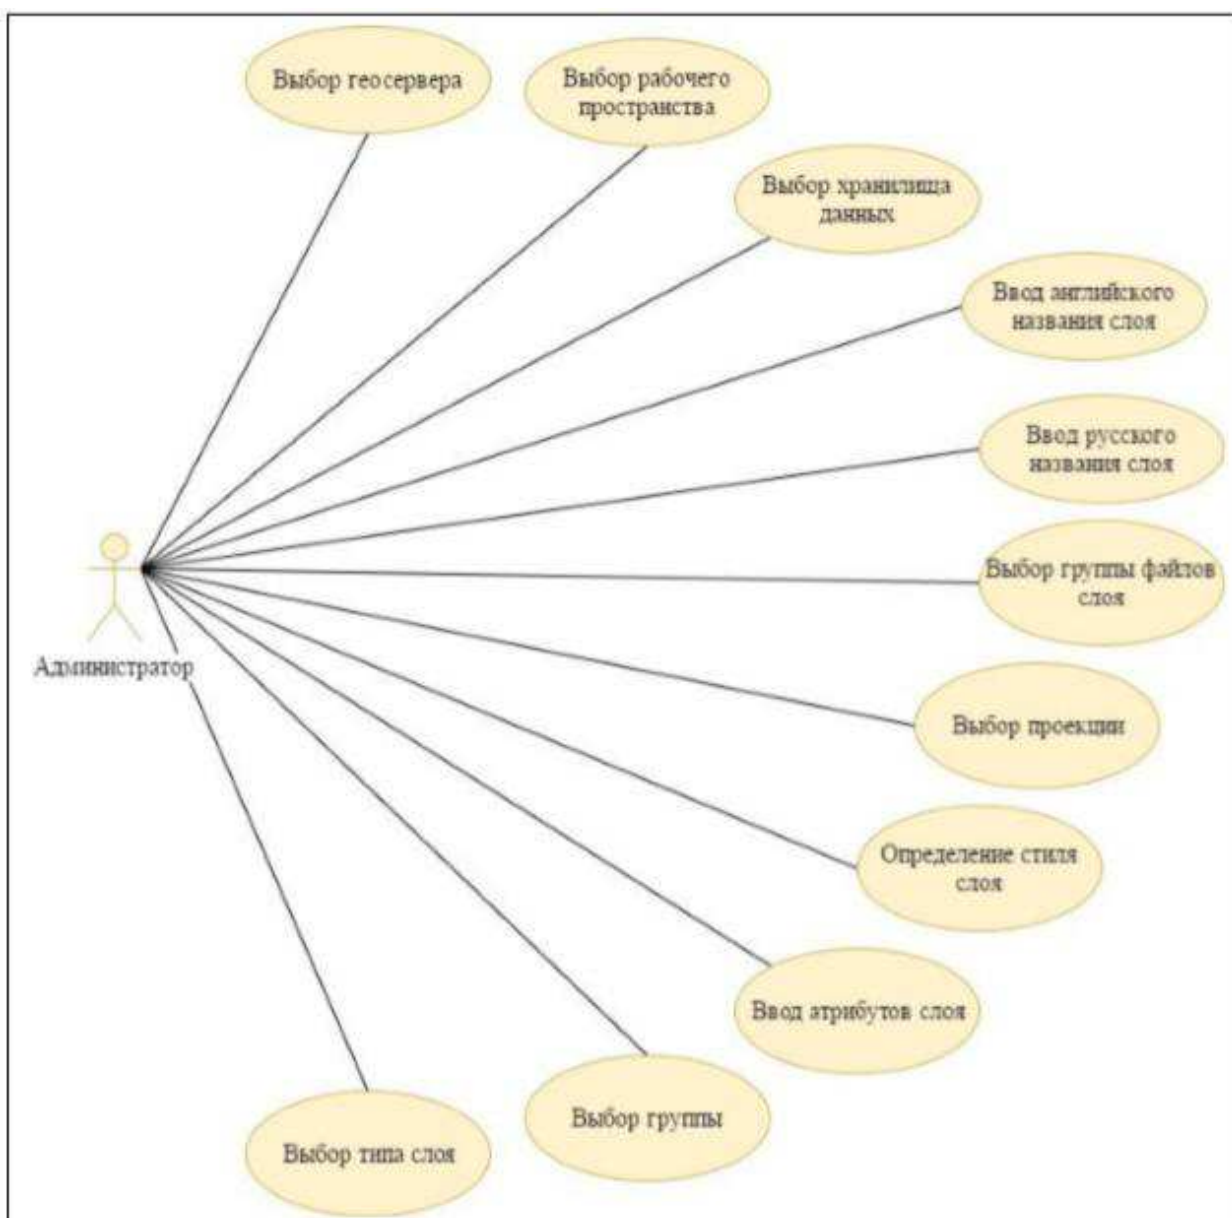 Выбор геосервера
Выбор рабочего
пространства
Выбор хранилища
данных
Ввод английского
названия слоя
Ввод русского
названия слоя
Выбор группы файлов
слоя
Администратор
Выбор проекции
Определение стиля
слоя
Ввод атрибутов слоя
Выбор группы
Выбор типа слоя